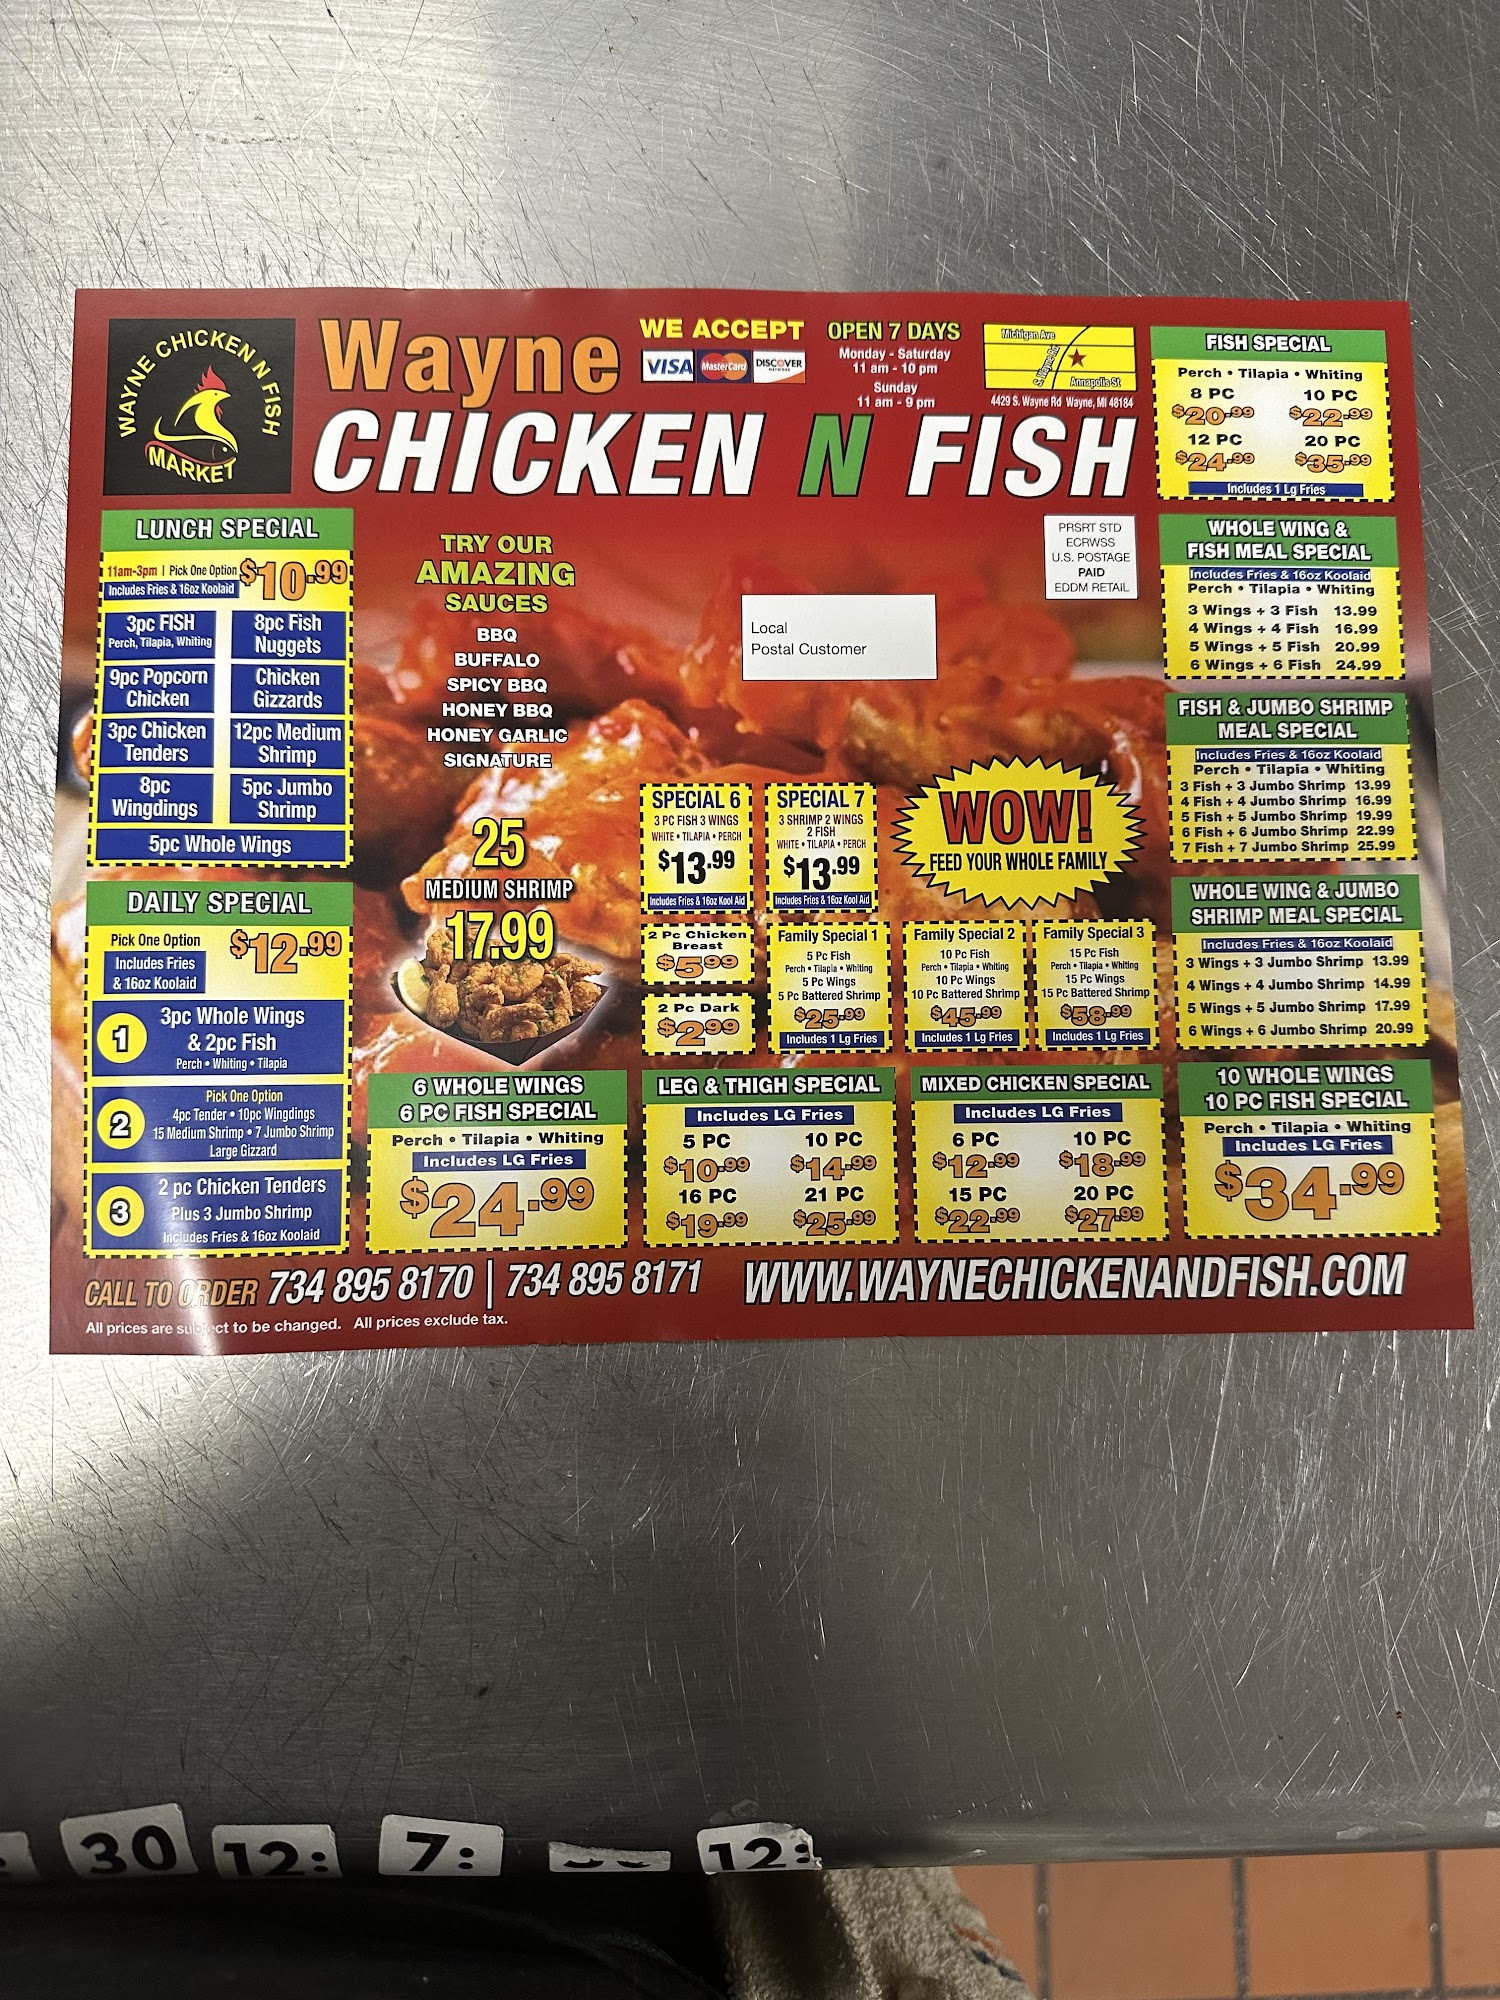 WAYNE CHICKEN N FISH
MARKET
Wayne
CHICKEN N FISH
WE ACCEPT
VISA MasterCard DISCOVER
NETWORK
OPEN 7 DAYS
Monday - Saturday
11 am - 10 pm
Sunday
11 am - 9 pm
Michigan Ave
S. Wayne Rd
Annapolis St
4429 S. Wayne Rd Wayne, MI 48184
FISH SPECIAL
Perch • Tilapia • Whiting
8 PC 10 PC
$20.99 $22.99
12 PC 20 PC
$24.99 $35.99
Includes 1 Lg Fries
LUNCH SPECIAL
11am-3pm | Pick One Option
Includes Fries & 16oz Koolaid
$10.99
3pc FISH
Perch, Tilapia, Whiting
8pc Fish
Nuggets
9pc Popcorn
Chicken
Chicken
Gizzards
3pc Chicken
Tenders
12pc Medium
Shrimp
8pc
Wingdings
5pc Jumbo
Shrimp
5pc Whole Wings
TRY OUR
AMAZING
SAUCES
BBQ
BUFFALO
SPICY BBQ
HONEY BBQ
HONEY GARLIC
SIGNATURE
PRSRT STD
ECRWSS
U.S. POSTAGE
PAID
EDDM RETAIL
Local
Postal Customer
WHOLE WING &
FISH MEAL SPECIAL
Includes Fries & 16oz Koolaid
Perch • Tilapia • Whiting
3 Wings + 3 Fish 13.99
4 Wings + 4 Fish 16.99
5 Wings + 5 Fish 20.99
6 Wings + 6 Fish 24.99
FISH & JUMBO SHRIMP
MEAL SPECIAL
Includes Fries & 16oz Koolaid
Perch • Tilapia • Whiting
3 Fish + 3 Jumbo Shrimp 13.99
4 Fish + 4 Jumbo Shrimp 16.99
5 Fish + 5 Jumbo Shrimp 19.99
6 Fish + 6 Jumbo Shrimp 22.99
7 Fish + 7 Jumbo Shrimp 25.99
25
MEDIUM SHRIMP
17.99
SPECIAL 6
3 PC FISH 3 WINGS
WHITE • TILAPIA • PERCH
$13.99
Includes Fries & 16oz Kool Aid
SPECIAL 7
3 SHRIMP 2 WINGS
2 FISH
WHITE • TILAPIA • PERCH
$13.99
Includes Fries & 16oz Kool Aid
WOW!
FEED YOUR WHOLE FAMILY
DAILY SPECIAL
Pick One Option
Includes Fries
& 16oz Koolaid
$12.99
1
3pc Whole Wings
& 2pc Fish
Perch • Whiting • Tilapia
2
Pick One Option
4pc Tender • 10pc Wingdings
15 Medium Shrimp • 7 Jumbo Shrimp
Large Gizzard
3
2 pc Chicken Tenders
Plus 3 Jumbo Shrimp
Includes Fries & 16oz Koolaid
2 Pc Chicken
Breast
$5.99
2 Pc Dark
$2.99
Family Special 1
5 Pc Fish
Perch • Tilapia • Whiting
5 Pc Wings
5 Pc Battered Shrimp
$25.99
Includes 1 Lg Fries
Family Special 2
10 Pc Fish
Perch • Tilapia • Whiting
10 Pc Wings
10 Pc Battered Shrimp
$45.99
Includes 1 Lg Fries
Family Special 3
15 Pc Fish
Perch • Tilapia • Whiting
15 Pc Wings
15 Pc Battered Shrimp
$58.99
Includes 1 Lg Fries
WHOLE WING & JUMBO
SHRIMP MEAL SPECIAL
Includes Fries & 16oz Koolaid
3 Wings + 3 Jumbo Shrimp 13.99
4 Wings + 4 Jumbo Shrimp 14.99
5 Wings + 5 Jumbo Shrimp 17.99
6 Wings + 6 Jumbo Shrimp 20.99
6 WHOLE WINGS
6 PC FISH SPECIAL
Perch • Tilapia • Whiting
Includes LG Fries
$24.99
LEG & THIGH SPECIAL
Includes LG Fries
5 PC 10 PC
$10.99 $14.99
16 PC 21 PC
$19.99 $25.99
MIXED CHICKEN SPECIAL
Includes LG Fries
6 PC 10 PC
$12.99 $18.99
15 PC 20 PC
$22.99 $27.99
10 WHOLE WINGS
10 PC FISH SPECIAL
Perch • Tilapia • Whiting
Includes LG Fries
$34.99
CALL TO ORDER 734 895 8170 | 734 895 8171
WWW.WAYNECHICKENANDFISH.COM
All prices are subject to be changed. All prices exclude tax.
30 12: 7: 12: